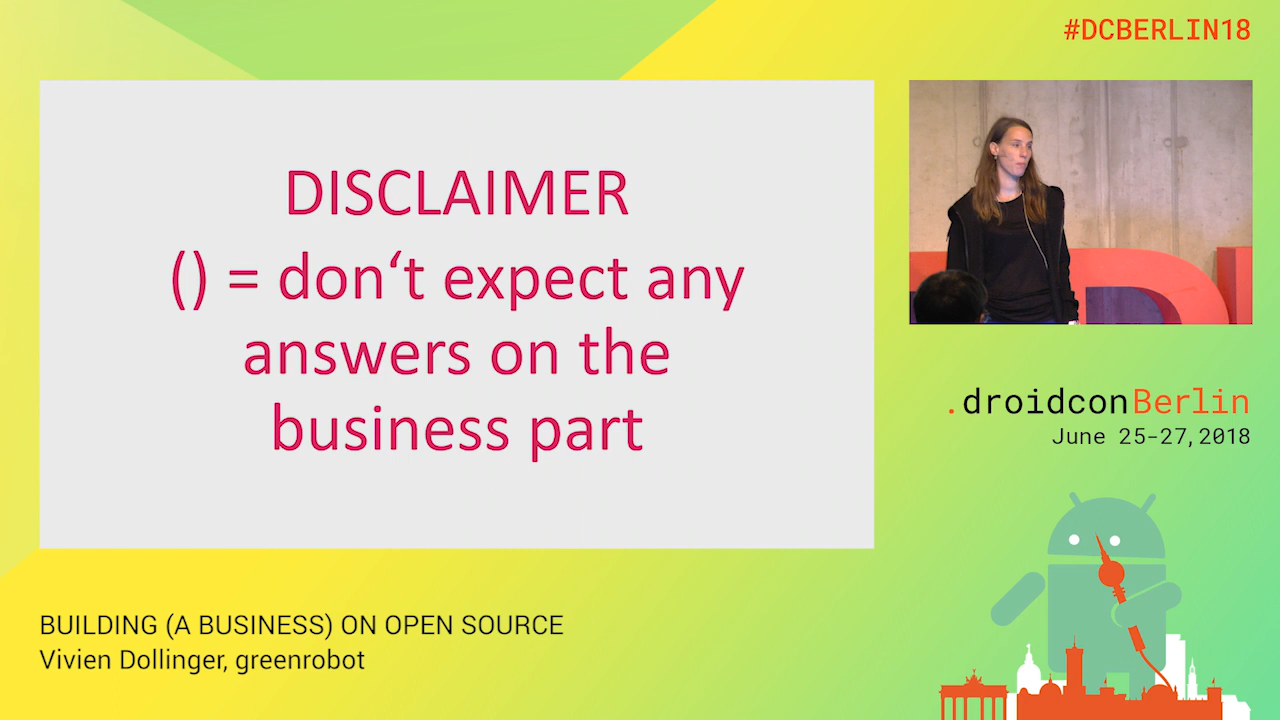 #DCBERLIN18
DISCLAIMER
() = don‘t expect any
answers on the
business part
.droidconBerlin
June 25-27, 2018
BUILDING (A BUSINESS) ON OPEN SOURCE
Vivien Dollinger, greenrobot